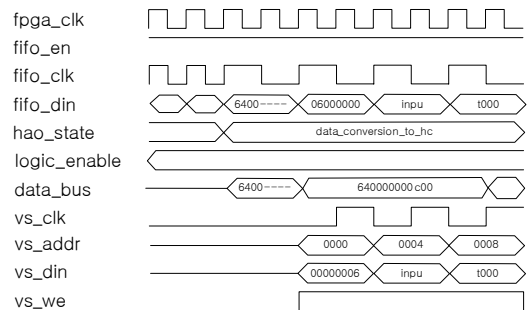 fpga_clk
fifo_en
fifo_clk
fifo_din 6400---- 06000000 inpu t000
hao_state data_conversion_to_hc
logic_enable
data_bus 6400---- 640000000c00
vs_clk
vs_addr 0000 0004 0008
vs_din 00000006 inpu t000
vs_we